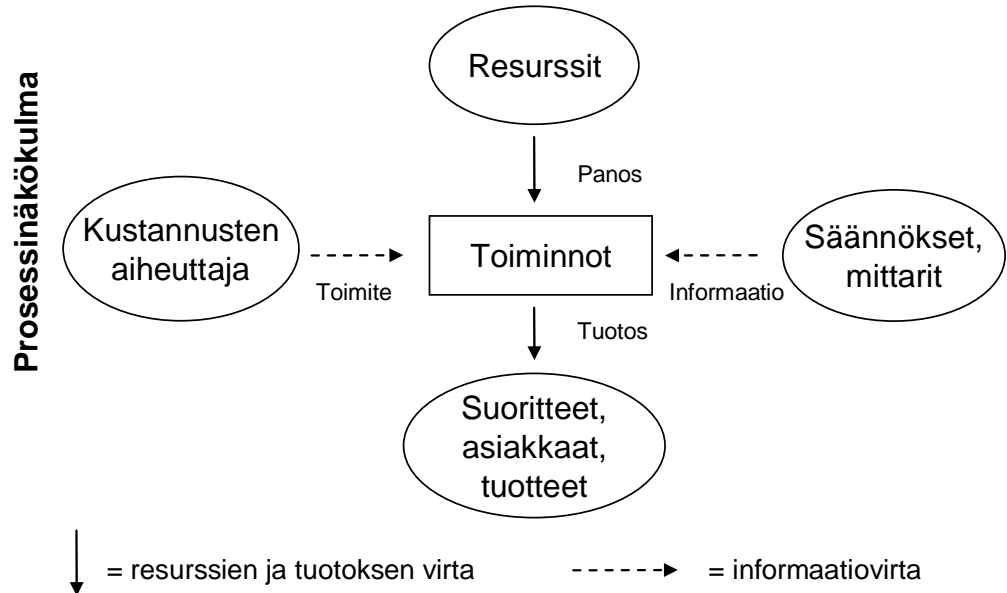 Prosessinäkökulma
Resurssit
Panos
Kustannusten
aiheuttaja
Toimite
Toiminnot
Informaatio
Säännökset,
mittarit
Tuotos
Suoritteet,
asiakkaat,
tuotteet
= resurssien ja tuotoksen virta
= informaatiovirta